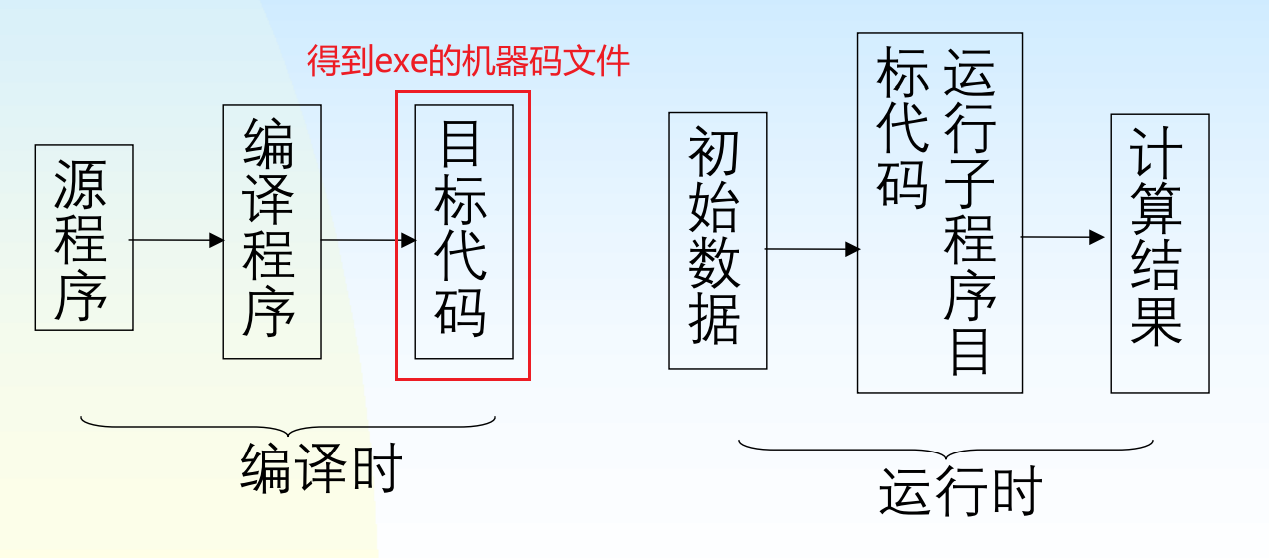 得到exe的机器码文件
源程序
编译程序
目标代码
初始数据
运行子程序目
标代码
计算结果
编译时
运行时